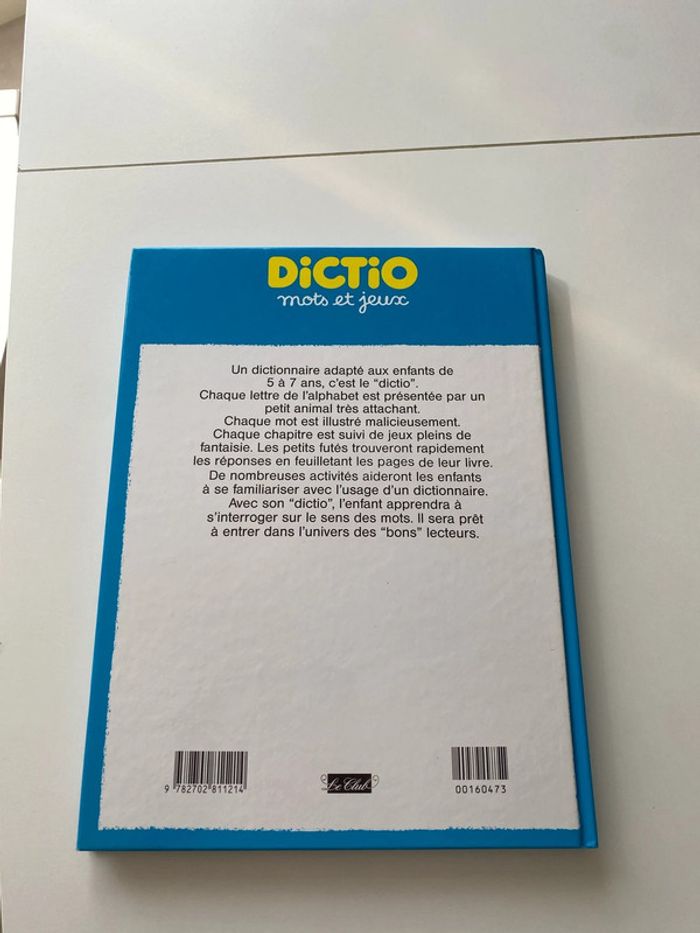 DiCTiO
mots et jeux
Un dictionnaire adapté aux enfants de
5 à 7 ans, c'est le "dictio".
Chaque lettre de l'alphabet est présentée par un
petit animal très attachant.
Chaque mot est illustré malicieusement.
Chaque chapitre est suivi de jeux pleins de
fantaisie. Les petits futés trouveront rapidement
les réponses en feuilletant les pages de leur livre.
De nombreuses activités aideront les enfants
à se familiariser avec l'usage d'un dictionnaire.
Avec son "dictio", l'enfant apprendra à
s'interroger sur le sens des mots. Il sera prêt
à entrer dans l'univers des "bons" lecteurs.
9 782702 811214
Le Club
00160473